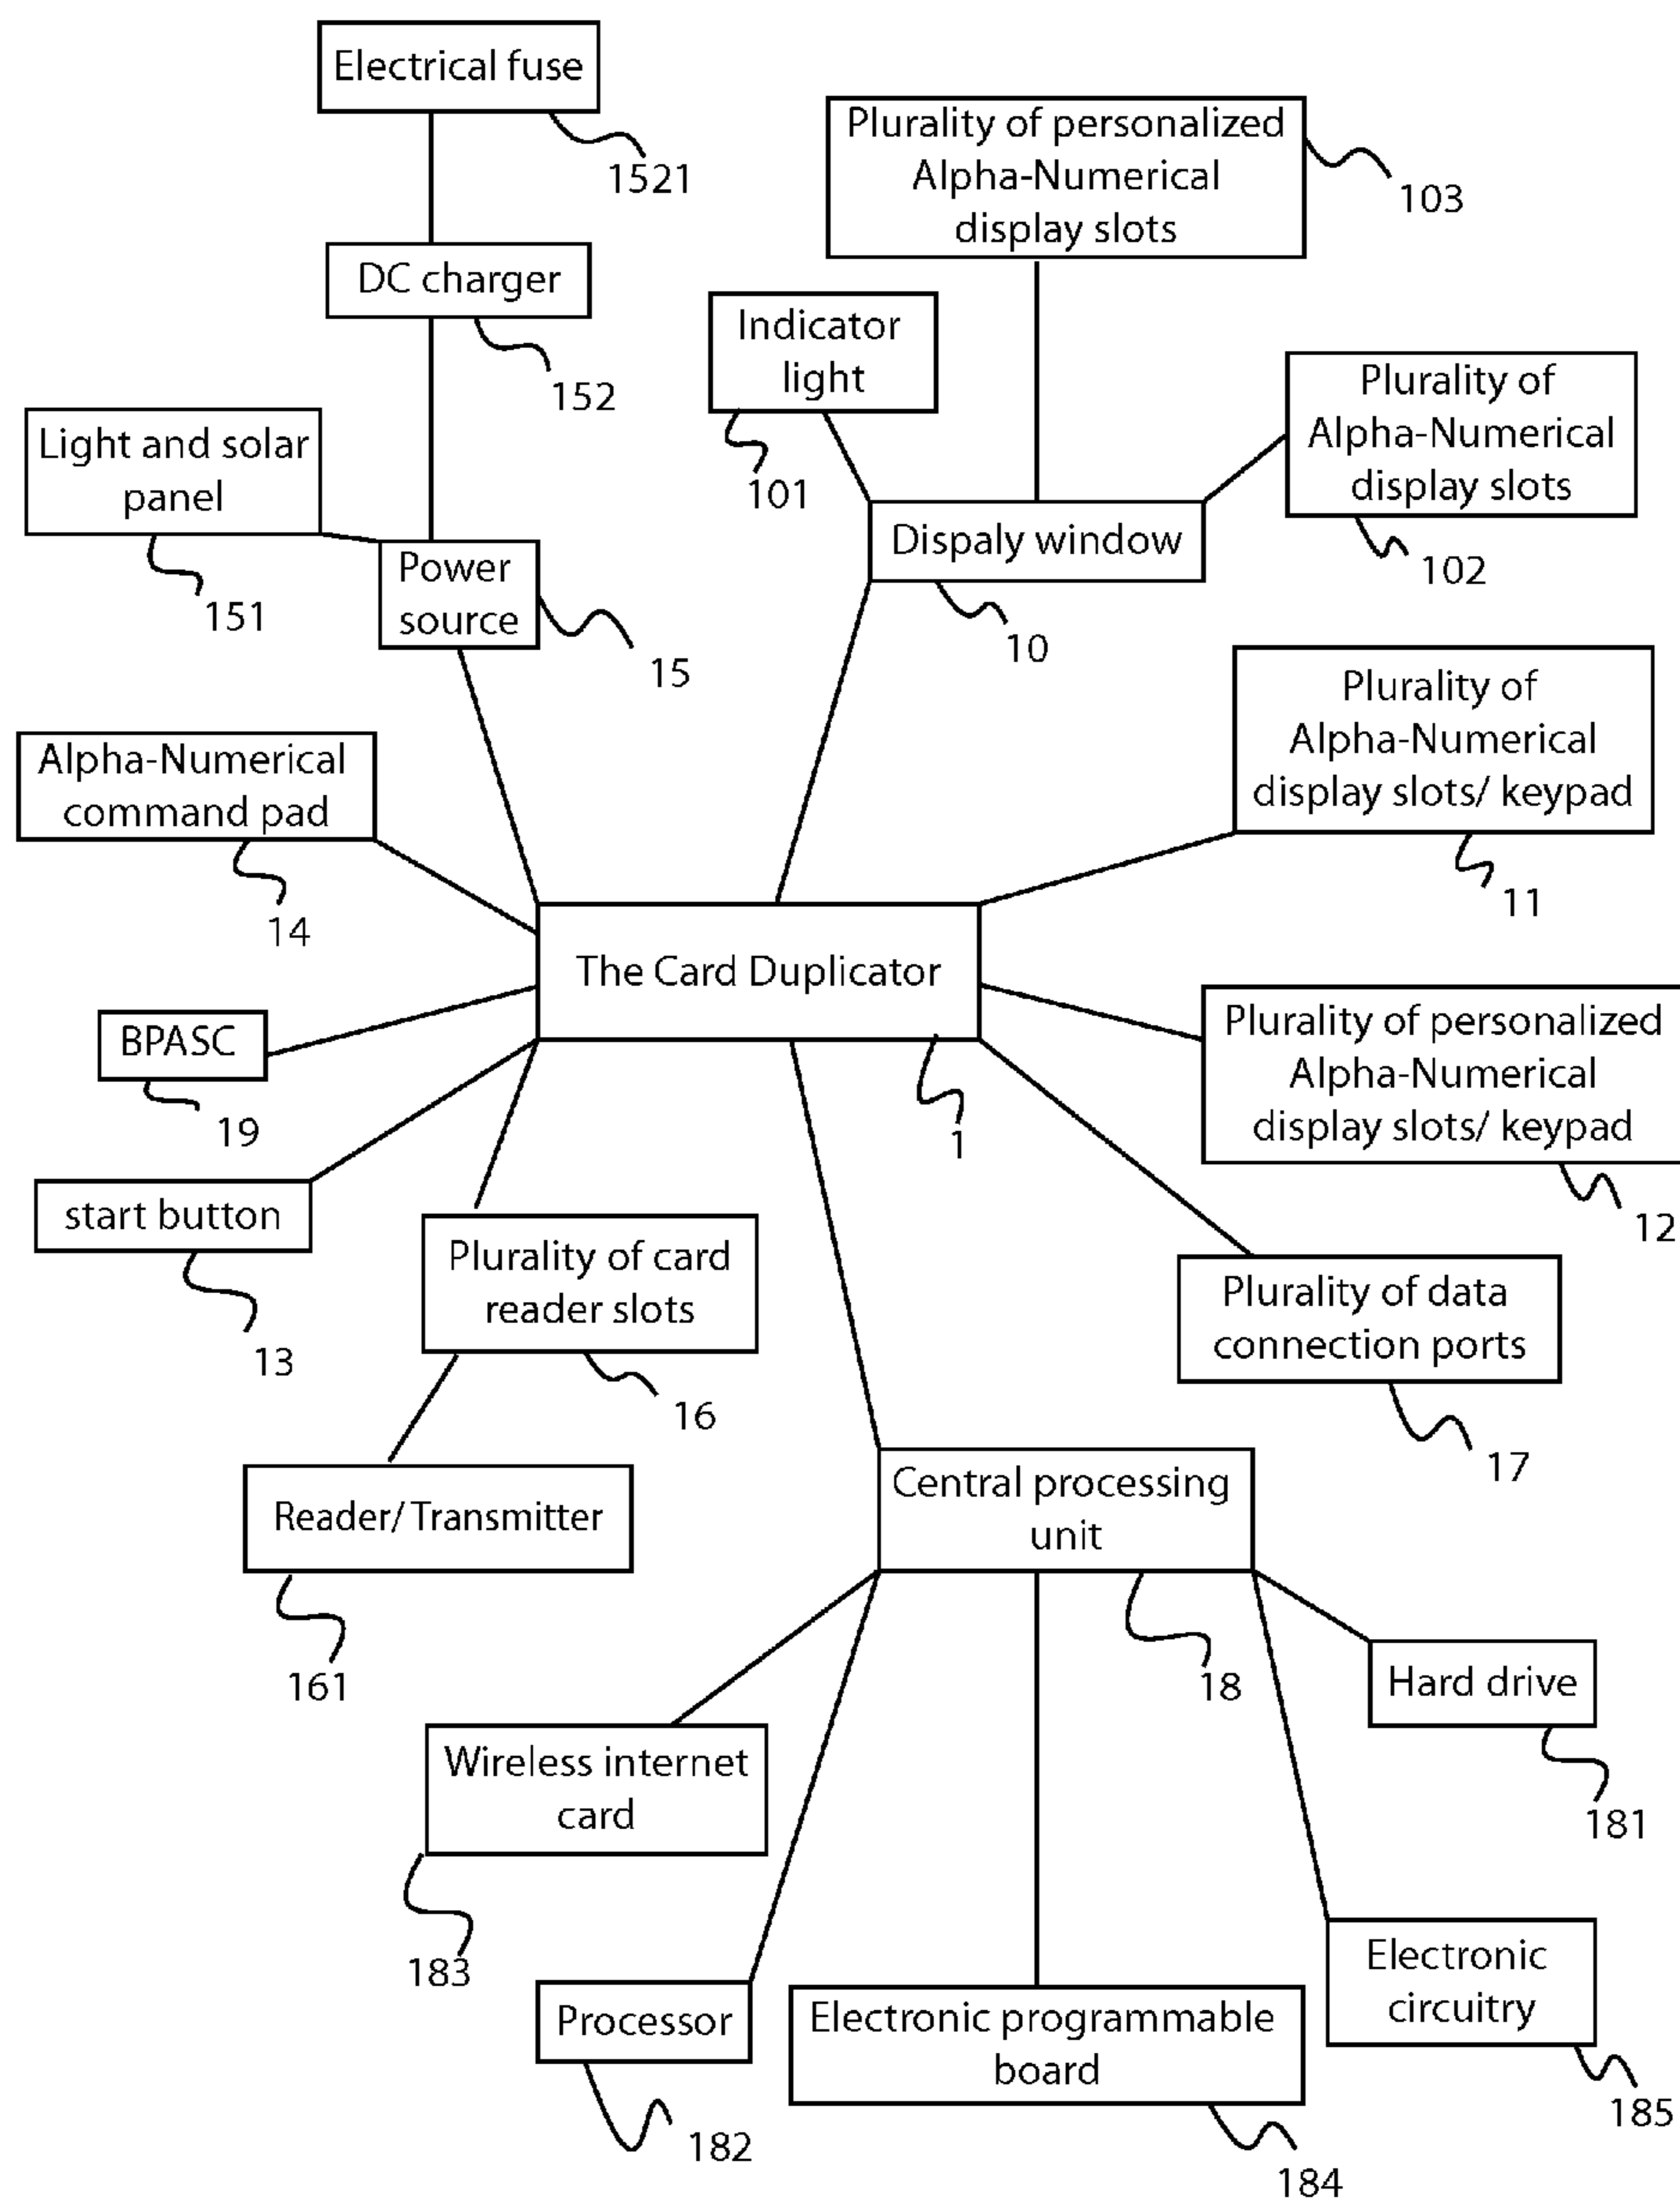 Electrical fuse
1521
Plurality of personalized
Alpha-Numerical
display slots
103
DC charger
152
Indicator
light
101
Plurality of
Alpha-Numerical
display slots
102
Light and solar
panel
151
Power
source
15
Dispaly window
10
Plurality of
Alpha-Numerical
display slots/ keypad
11
Alpha-Numerical
command pad
14
The Card Duplicator
1
BPASC
19
Plurality of personalized
Alpha-Numerical
display slots/ keypad
12
start button
13
Plurality of card
reader slots
16
Plurality of data
connection ports
17
Reader/ Transmitter
161
Central processing
unit
18
Hard drive
181
Wireless internet
card
183
Processor
182
Electronic programmable
board
184
Electronic
circuitry
185